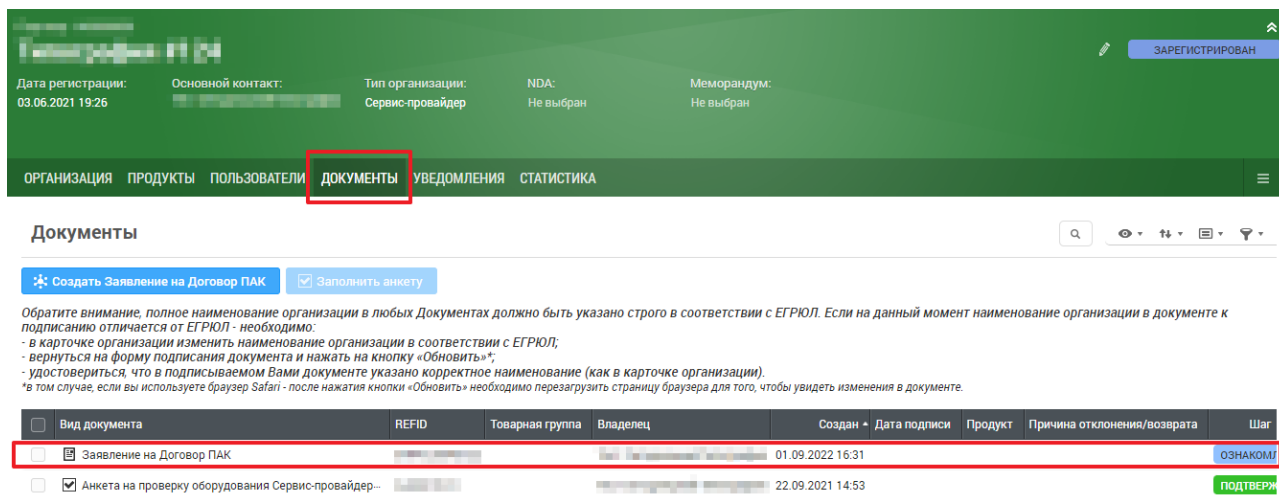 ЗАРЕГИСТРИРОВАН
Дата регистрации: Основной контакт: Тип организации: NDA: Меморандум:
03.06.2021 19:26 Сервис-провайдер Не выбран Не выбран
ОРГАНИЗАЦИЯ ПРОДУКТЫ ПОЛЬЗОВАТЕЛИ ДОКУМЕНТЫ УВЕДОМЛЕНИЯ СТАТИСТИКА
Документы
Создать Заявление на Договор ПАК Заполнить анкету
Обратите внимание, полное наименование организации в любых Документах должно быть указано строго в соответствии с ЕГРЮЛ. Если на данный момент наименование организации в документе к
подписанию отличается от ЕГРЮЛ - необходимо:
- в карточке организации изменить наименование организации в соответствии с ЕГРЮЛ;
- вернуться на форму подписания документа и нажать на кнопку «Обновить»*;
- удостовериться, что в подписываемом Вами документе указано корректное наименование (как в карточке организации).
*в том случае, если вы используете браузер Safari - после нажатия кнопки «Обновить» необходимо перезагрузить страницу браузера для того, чтобы увидеть изменения в документе.
Вид документа REFID Товарная группа Владелец Создан Дата подписи Продукт Причина отклонения/возврата Шаг
Заявление на Договор ПАК 01.09.2022 16:31 ОЗНАКОМЛ
Анкета на проверку оборудования Сервис-провайдер... 22.09.2021 14:53 ПОДТВЕРЖ